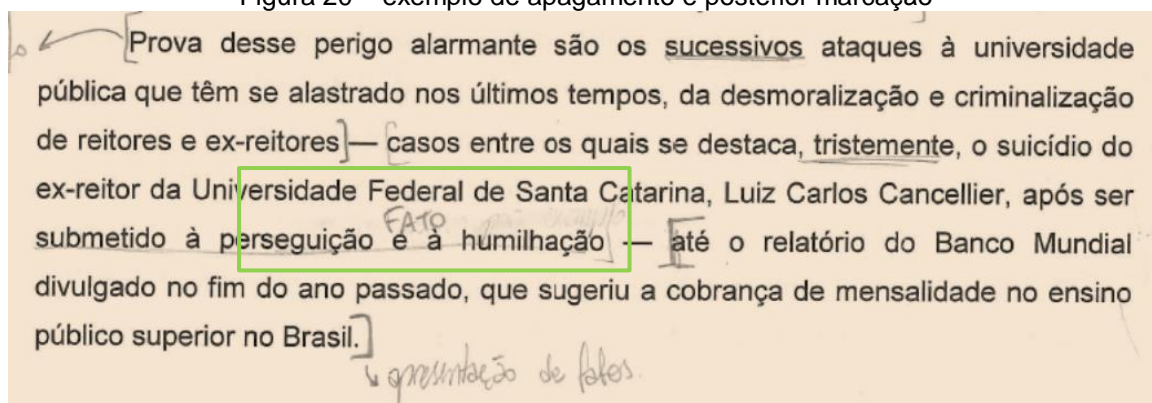 Figura 20 – exemplo de apagamento e posterior marcação
Prova desse perigo alarmante são os sucessivos ataques à universidade
pública que têm se alastrado nos últimos tempos, da desmoralização e criminalização
de reitores e ex-reitores]— [casos entre os quais se destaca, tristemente, o suicídio do
ex-reitor da Universidade Federal de Santa Catarina, Luiz Carlos Cancellier, após ser
FATO
submetido à perseguição e à humilhação] — [até o relatório do Banco Mundial
divulgado no fim do ano passado, que sugeriu a cobrança de mensalidade no ensino
público superior no Brasil.]
apresentação de fatos.